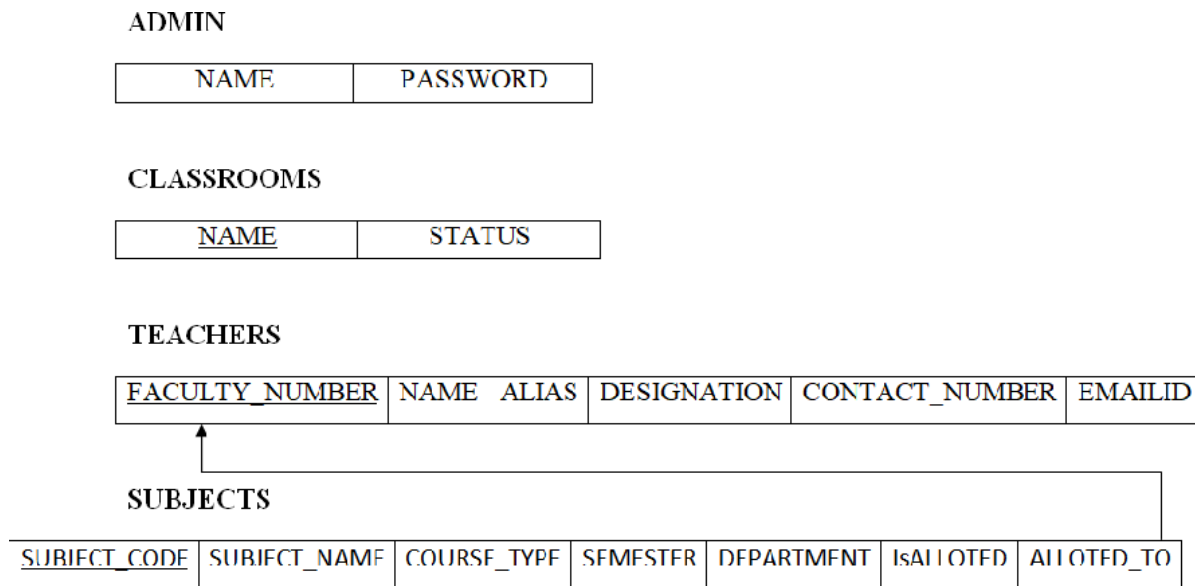 ADMIN
NAME PASSWORD
CLASSROOMS
NAME STATUS
TEACHERS
FACULTY_NUMBER NAME ALIAS DESIGNATION CONTACT_NUMBER EMAILID
SUBJECTS
SUBJECT_CODE SUBJECT_NAME COURSE_TYPE SEMESTER DEPARTMENT IsALLOTED ALLOTED_TO